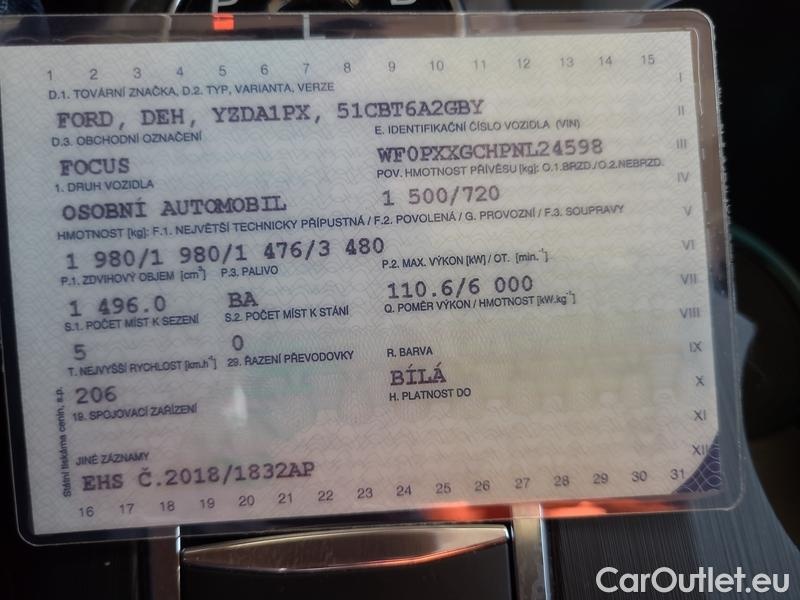 P
D
1 2 3 4 5 6 7 8 9 10 11 12 13 14 15
D.1. TOVÁRNÍ ZNAČKA, D.2. TYP, VARIANTA, VERZE
I
FORD, DEH, YZDA1PX, 51CBT6A2GBY
II
D.3. OBCHODNÍ OZNAČENÍ
E. IDENTIFIKAČNÍ ČÍSLO VOZIDLA (VIN)
FOCUS
WF0PXXGCHPNL24598
III
1. DRUH VOZIDLA
POV. HMOTNOST PŘÍVĚSU [kg]: O.1.BRZD./O.2.NEBRZD.
OSOBNÍ AUTOMOBIL
1 500/720
IV
HMOTNOST [kg]: F.1. NEJVĚTŠÍ TECHNICKY PŘÍPUSTNÁ / F.2. POVOLENÁ / G. PROVOZNÍ / F.3. SOUPRAVY
V
1 980/1 980/1 476/3 480
VI
P.1. ZDVIHOVÝ OBJEM [cm³]
P.3. PALIVO
P.2. MAX. VÝKON [kW] / OT. [min.⁻¹]
1 496.0
BA
110.6/6 000
VII
S.1. POČET MÍST K SEZENÍ
S.2. POČET MÍST K STÁNÍ
Q. POMĚR VÝKON / HMOTNOST [kW.kg⁻¹]
VIII
5
0
T. NEJVYŠŠÍ RYCHLOST [km.h⁻¹]
29. ŘAZENÍ PŘEVODOVKY
R. BARVA
IX
206
BÍLÁ
X
19. SPOJOVACÍ ZAŘÍZENÍ
H. PLATNOST DO
XI
JINÉ ZÁZNAMY
XII
EHS Č.2018/1832AP
16 17 18 19 20 21 22 23 24 25 26 27 28 29 30 31
Státní tiskárna cenin, s.p.
CarOutlet.eu